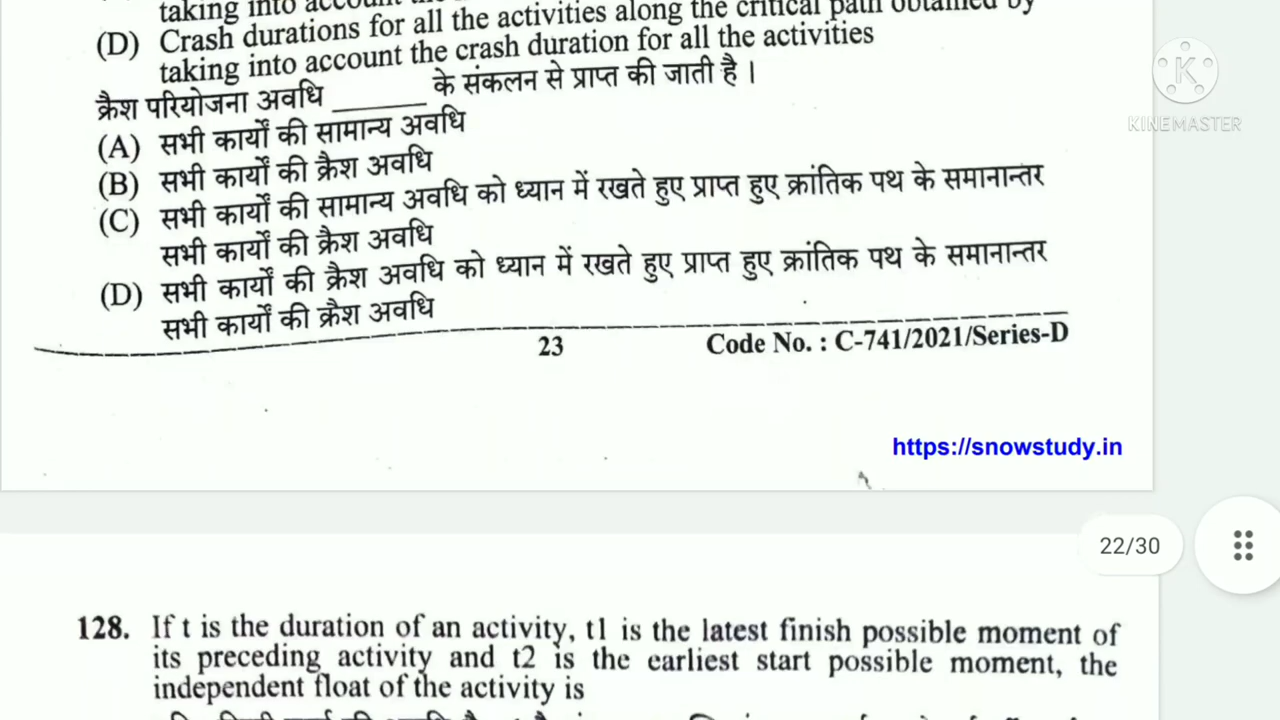 taking into
(D) Crash durations for all the activities along the critical path obtained by
taking into account the crash duration for all the activities
क्रैश परियोजना अवधि ______ के संकलन से प्राप्त की जाती है ।
(A) सभी कार्यों की सामान्य अवधि
(B) सभी कार्यों की क्रैश अवधि
(C) सभी कार्यों की सामान्य अवधि को ध्यान में रखते हुए प्राप्त हुए क्रांतिक पथ के समानान्तर
सभी कार्यों की क्रैश अवधि
(D) सभी कार्यों की क्रैश अवधि को ध्यान में रखते हुए प्राप्त हुए क्रांतिक पथ के समानान्तर
सभी कार्यों की क्रैश अवधि
23 Code No. : C-741/2021/Series-D
K
KINEMASTER
https://snowstudy.in
22/30
128. If t is the duration of an activity, t1 is the latest finish possible moment of
its preceding activity and t2 is the earliest start possible moment, the
independent float of the activity is